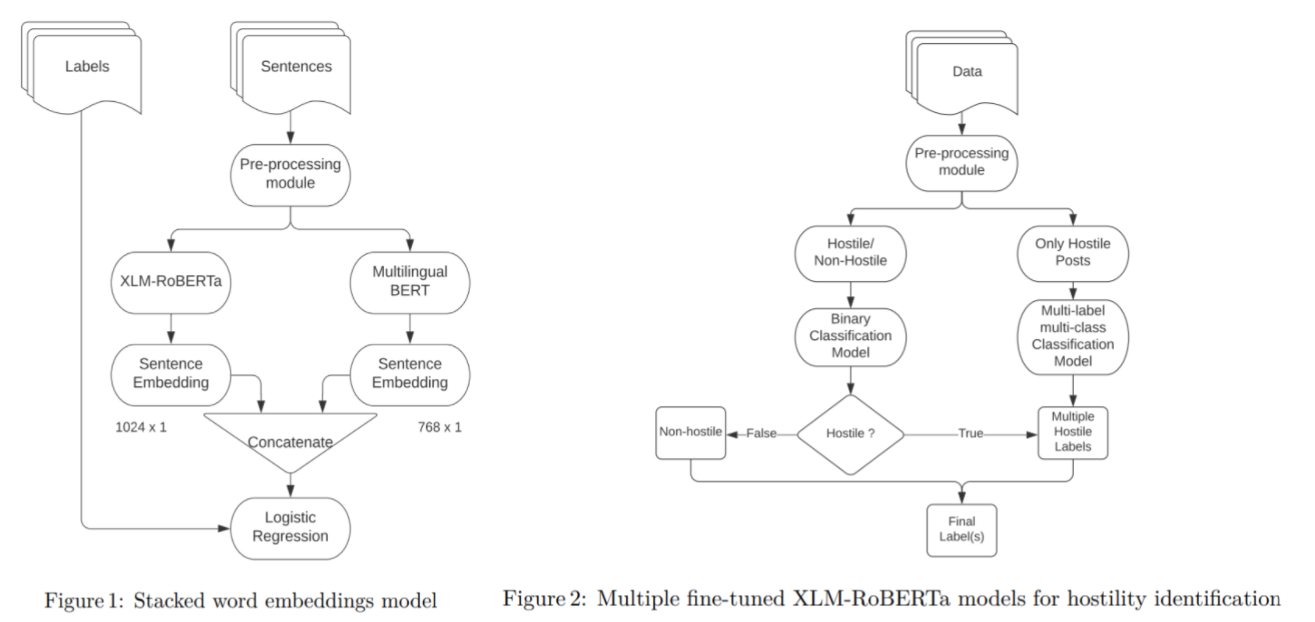 Labels
Sentences
Pre-processing
module
XLM-RoBERTa
Multilingual
BERT
Sentence
Embedding
Sentence
Embedding
1024 x 1
768 x 1
Concatenate
Logistic
Regression
Figure 1: Stacked word embeddings model
Data
Pre-processing
module
Hostile/
Non-Hostile
Only Hostile
Posts
Binary
Classification
Model
Multi-label
multi-class
Classification
Model
Non-hostile
False
Hostile ?
True
Multiple
Hostile
Labels
Final
Label(s)
Figure 2: Multiple fine-tuned XLM-RoBERTa models for hostility identification